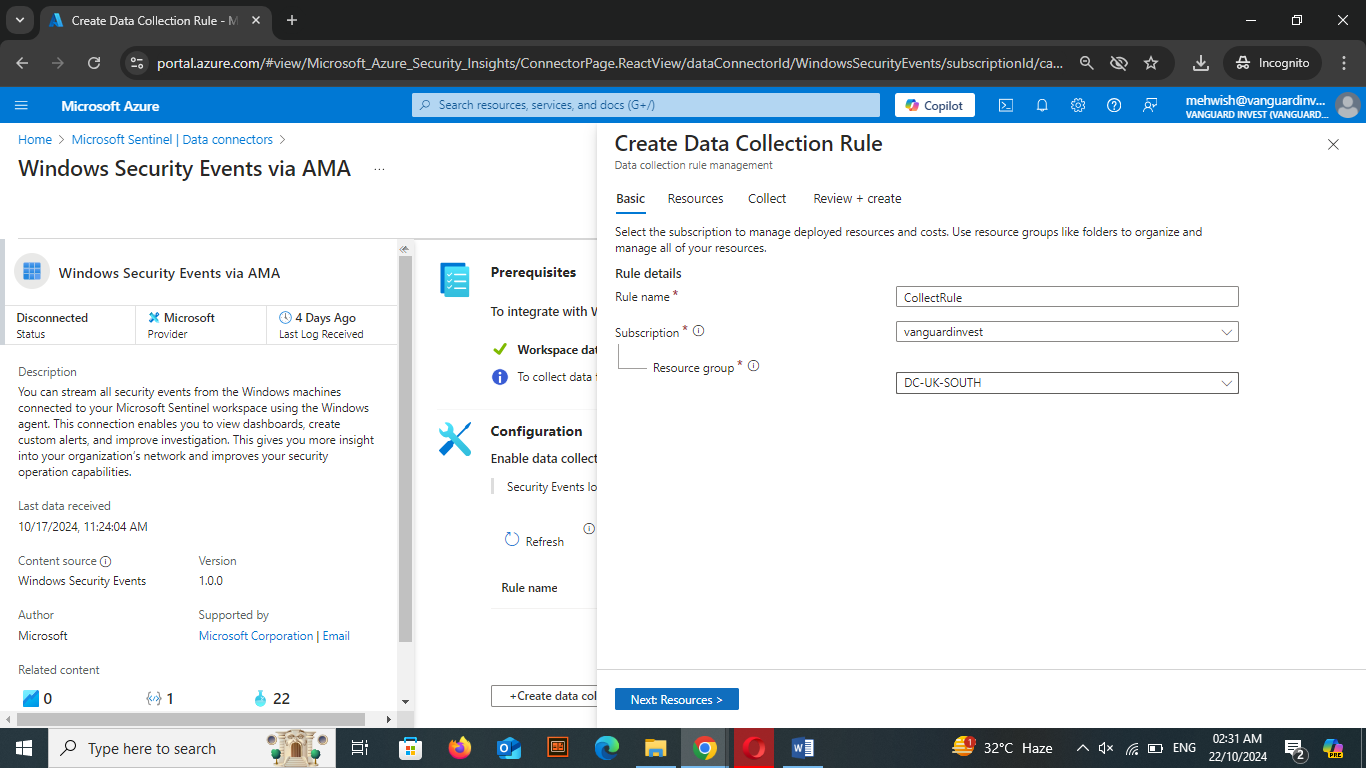 Create Data Collection Rule - M
portal.azure.com/#view/Microsoft_Azure_Security_Insights/ConnectorPage.ReactView/dataConnectorId/WindowsSecurityEvents/subscriptionId/ca...
Incognito
Microsoft Azure
Search resources, services, and docs (G+/)
Copilot
mehwish@vanguardinv...
VANGUARD INVEST (VANGUARD...
Home > Microsoft Sentinel | Data connectors >
Windows Security Events via AMA ...
Windows Security Events via AMA
Disconnected
Status
Microsoft
Provider
4 Days Ago
Last Log Received
Description
You can stream all security events from the Windows machines
connected to your Microsoft Sentinel workspace using the Windows
agent. This connection enables you to view dashboards, create
custom alerts, and improve investigation. This gives you more insight
into your organization's network and improves your security
operation capabilities.
Last data received
10/17/2024, 11:24:04 AM
Content source
Version
Windows Security Events
1.0.0
Author
Supported by
Microsoft
Microsoft Corporation | Email
Related content
0
1
22
Prerequisites
To integrate with W
Workspace dat
To collect data f
Configuration
Enable data collect
Security Events lo
Refresh
Rule name
+Create data col
Create Data Collection Rule
Data collection rule management
Basic Resources Collect Review + create
Select the subscription to manage deployed resources and costs. Use resource groups like folders to organize and
manage all of your resources.
Rule details
Rule name *
CollectRule
Subscription *
vanguardinvest
Resource group *
DC-UK-SOUTH
Next: Resources >
Type here to search
32°C Haze
ENG
02:31 AM
22/10/2024
2
PRE